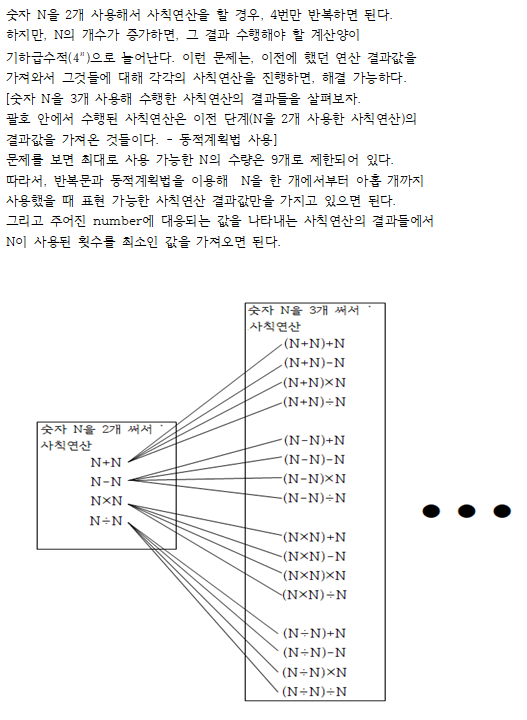 숫자 N을 2개 사용해서 사칙연산을 할 경우, 4번만 반복하면 된다.
하지만, N의 개수가 증가하면, 그 결과 수행해야 할 계산양이
기하급수적(4ⁿ)으로 늘어난다. 이런 문제는, 이전에 했던 연산 결과값을
가져와서 그것들에 대해 각각의 사칙연산을 진행하면, 해결 가능하다.
[숫자 N을 3개 사용해 수행한 사칙연산의 결과들을 살펴보자.
괄호 안에서 수행된 사칙연산은 이전 단계(N을 2개 사용한 사칙연산)의
결과값을 가져온 것들이다. - 동적계획법 사용]
문제를 보면 최대로 사용 가능한 N의 수량은 9개로 제한되어 있다.
따라서, 반복문과 동적계획법을 이용해 N을 한 개에서부터 아홉 개까지
사용했을 때 표현 가능한 사칙연산 결과값만을 가지고 있으면 된다.
그리고 주어진 number에 대응되는 값을 나타내는 사칙연산의 결과들에서
N이 사용된 횟수를 최소인 값을 가져오면 된다.
숫자 N을 2개 써서
사칙연산
N+N
N-N
N×N
N÷N
숫자 N을 3개 써서
사칙연산
(N+N)+N
(N+N)-N
(N+N)×N
(N+N)÷N
(N-N)+N
(N-N)-N
(N-N)×N
(N-N)÷N
(N×N)+N
(N×N)-N
(N×N)×N
(N×N)÷N
(N÷N)+N
(N÷N)-N
(N÷N)×N
(N÷N)÷N